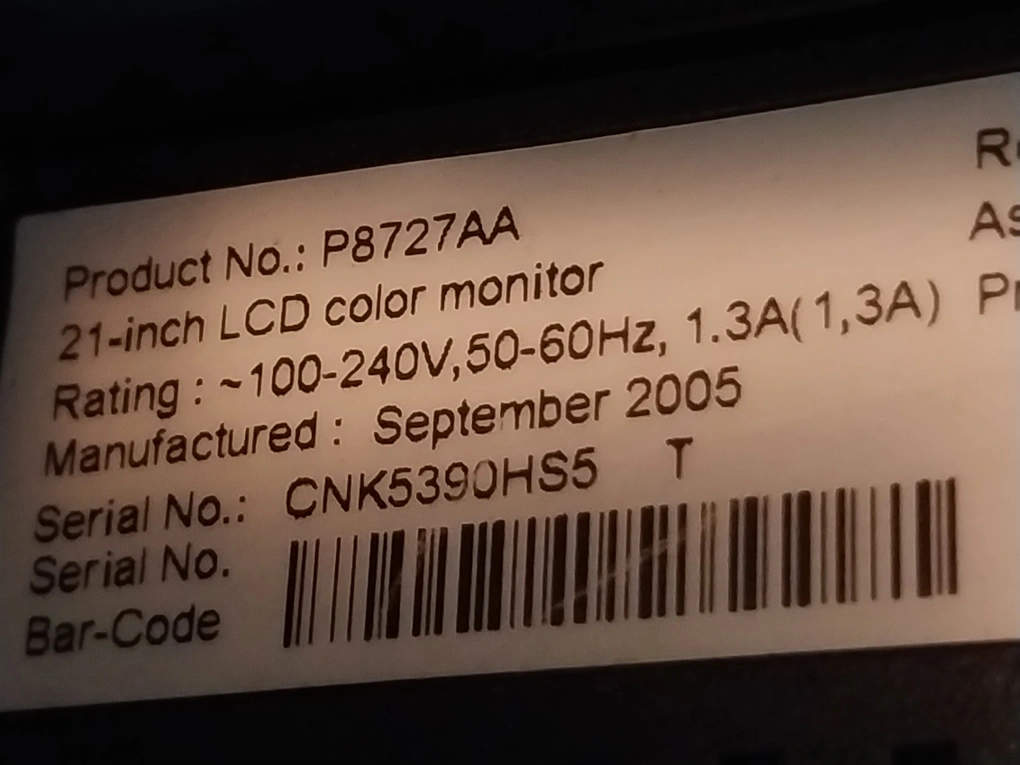 Product No.: P8727AA
21-inch LCD color monitor
Rating : ~100-240V,50-60Hz, 1.3A(1,3A)
Manufactured : September 2005
Serial No.: CNK5390HS5 T
Serial No.
Bar-Code